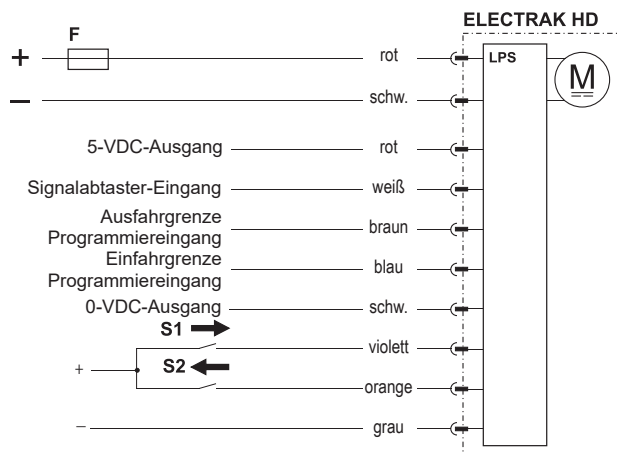 ELECTRAK HD
F
+ rot LPS
M
– schw.
5-VDC-Ausgang rot
Signalabtaster-Eingang weiß
Ausfahrgrenze
Programmiereingang braun
Einfahrgrenze
Programmiereingang blau
0-VDC-Ausgang schw.
S1
violett
+ S2
orange
– grau